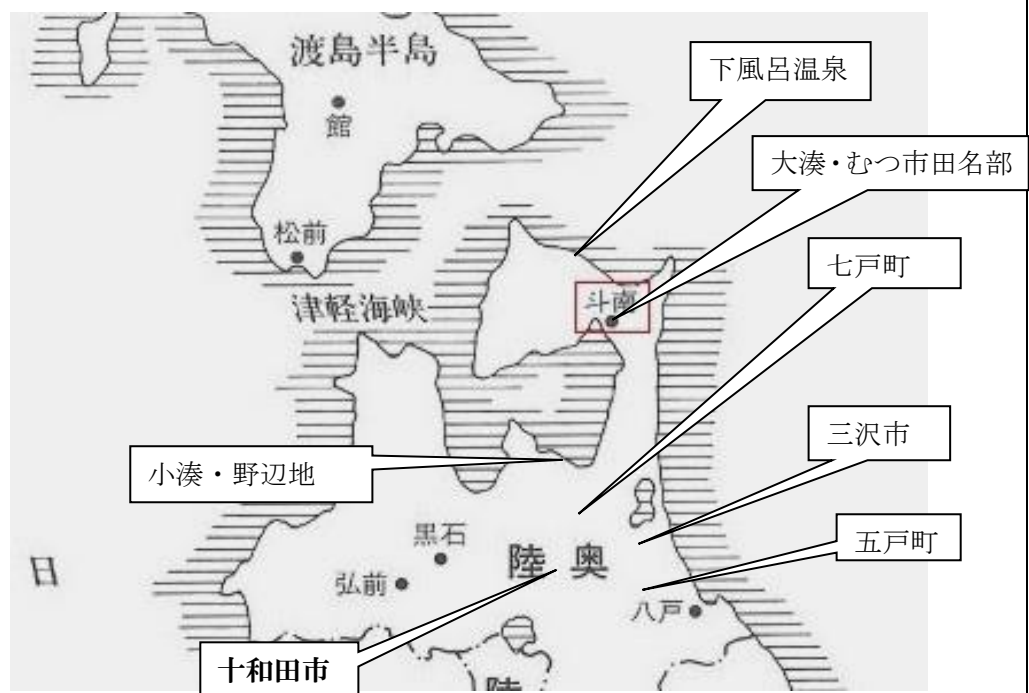 渡島半島
館
松前
津軽海峡
下風呂温泉
大湊・むつ市田名部
斗南
七戸町
三沢市
小湊・野辺地
五戸町
黒石
陸奥
弘前
八戸
日
十和田市
陸